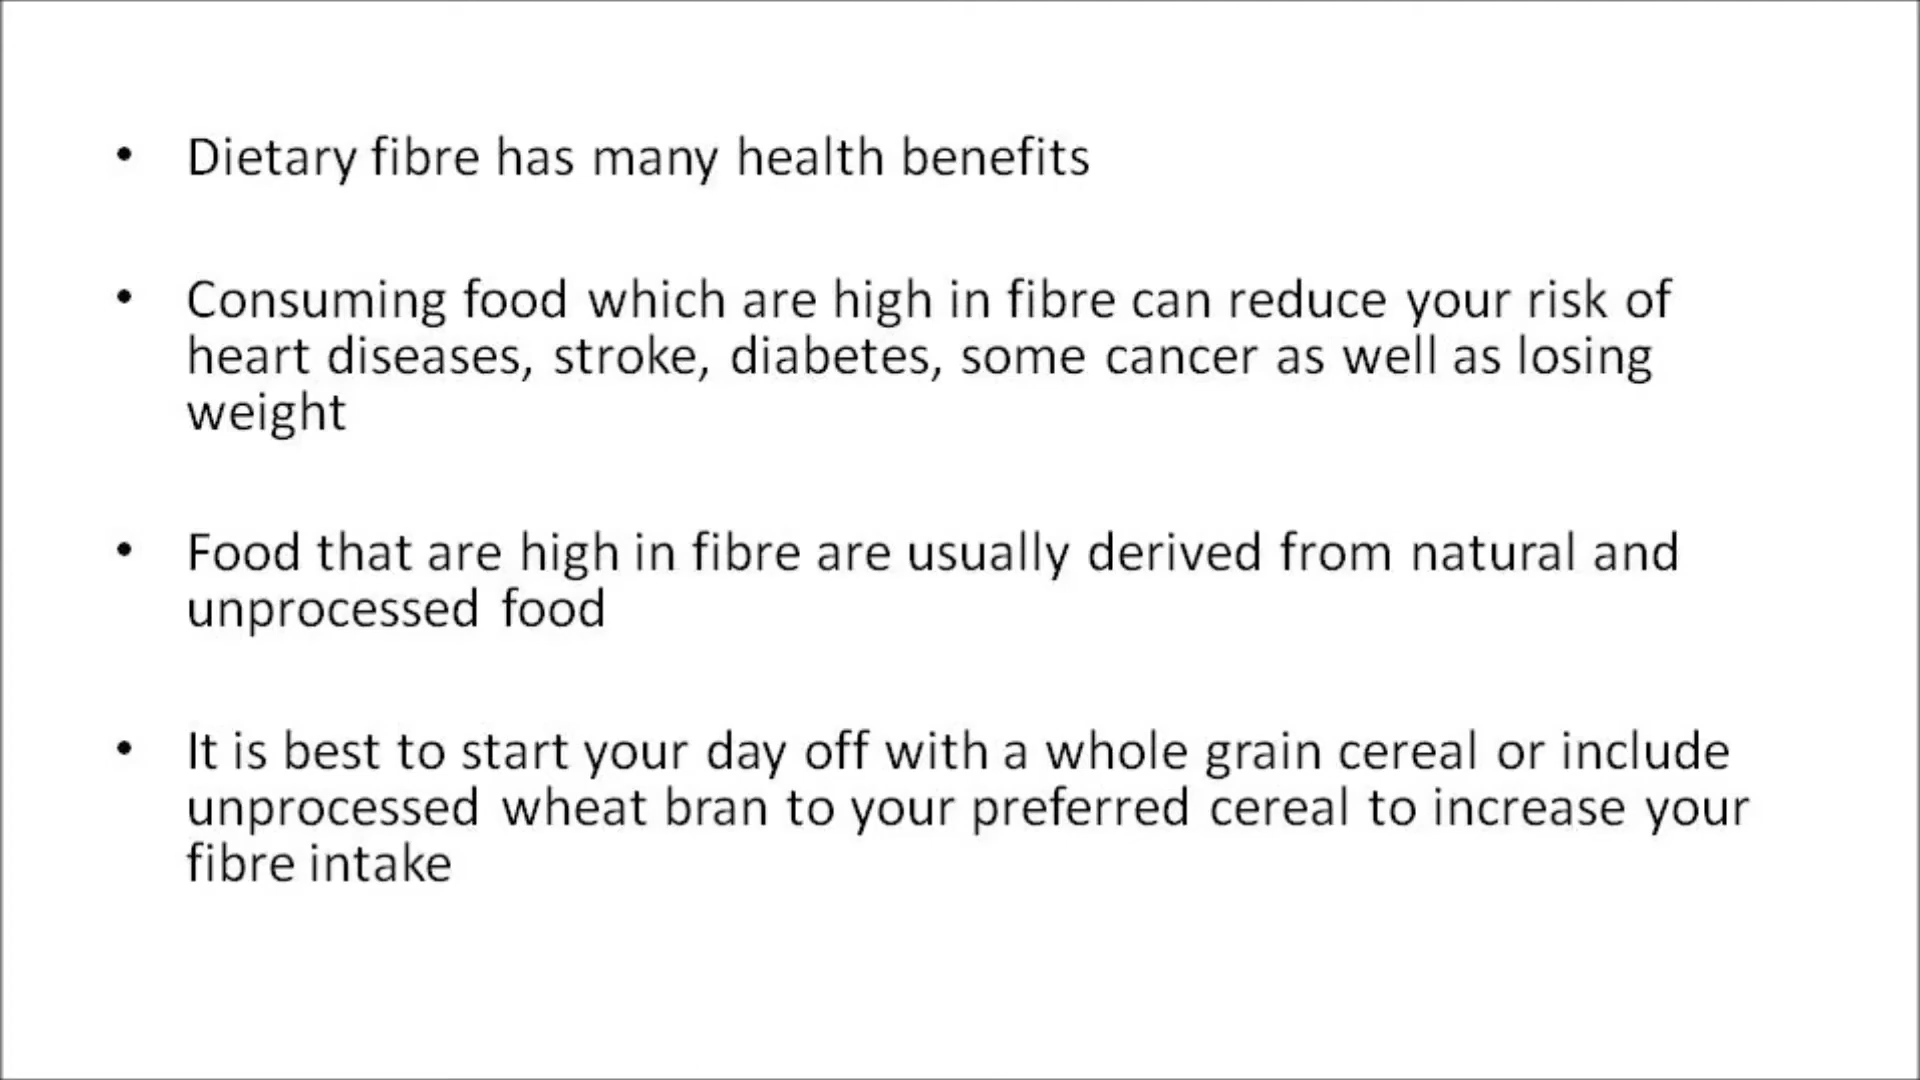 • Dietary fibre has many health benefits
• Consuming food which are high in fibre can reduce your risk of
heart diseases, stroke, diabetes, some cancer as well as losing
weight
• Food that are high in fibre are usually derived from natural and
unprocessed food
• It is best to start your day off with a whole grain cereal or include
unprocessed wheat bran to your preferred cereal to increase your
fibre intake